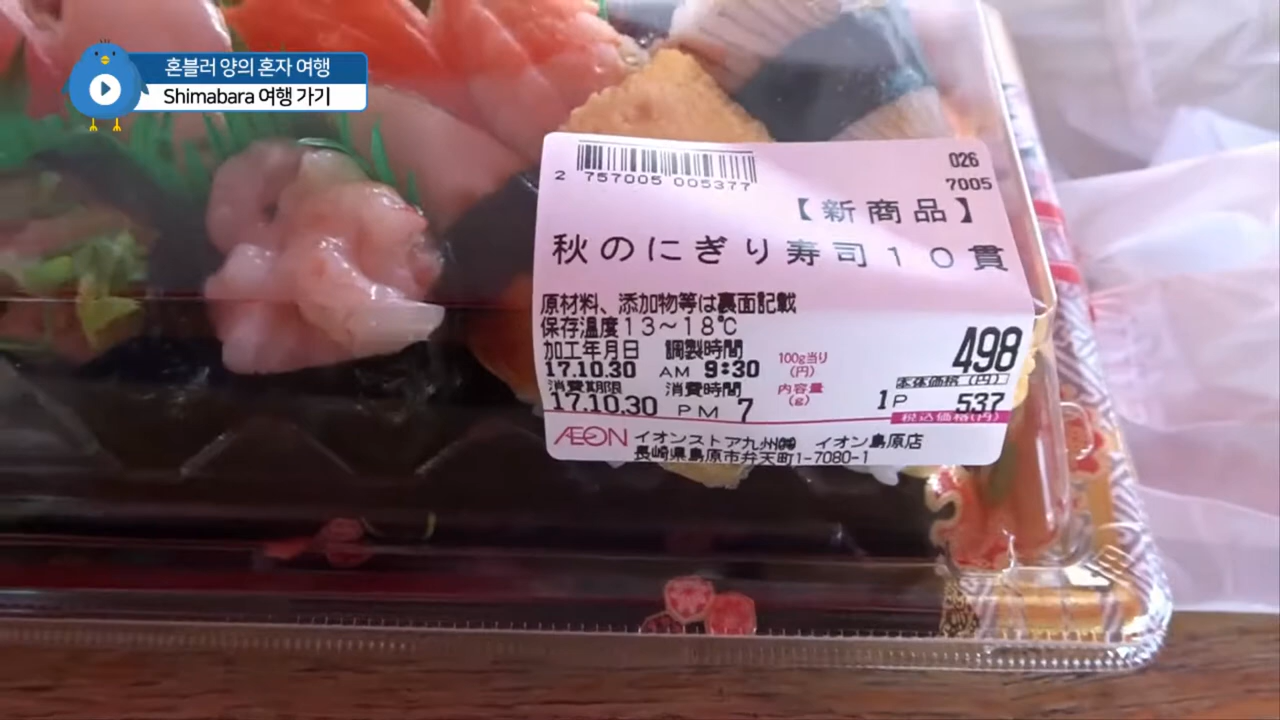 혼블러 양의 혼자 여행
Shimabara 여행 가기
2 757005 005377
026
7005
【新商品】
秋のにぎり寿司10貫
原材料、添加物等は裏面記載
保存温度13~18℃
加工年月日 調製時間
17.10.30 AM 9:30
100g当り
(円)
498
本体価格(円)
消費期限 消費時間
17.10.30 PM 7
内容量
(g)
1P
537
税込価格(円)
ÆON イオンストア九州㈱ イオン島原店
長崎県島原市弁天町1-7080-1